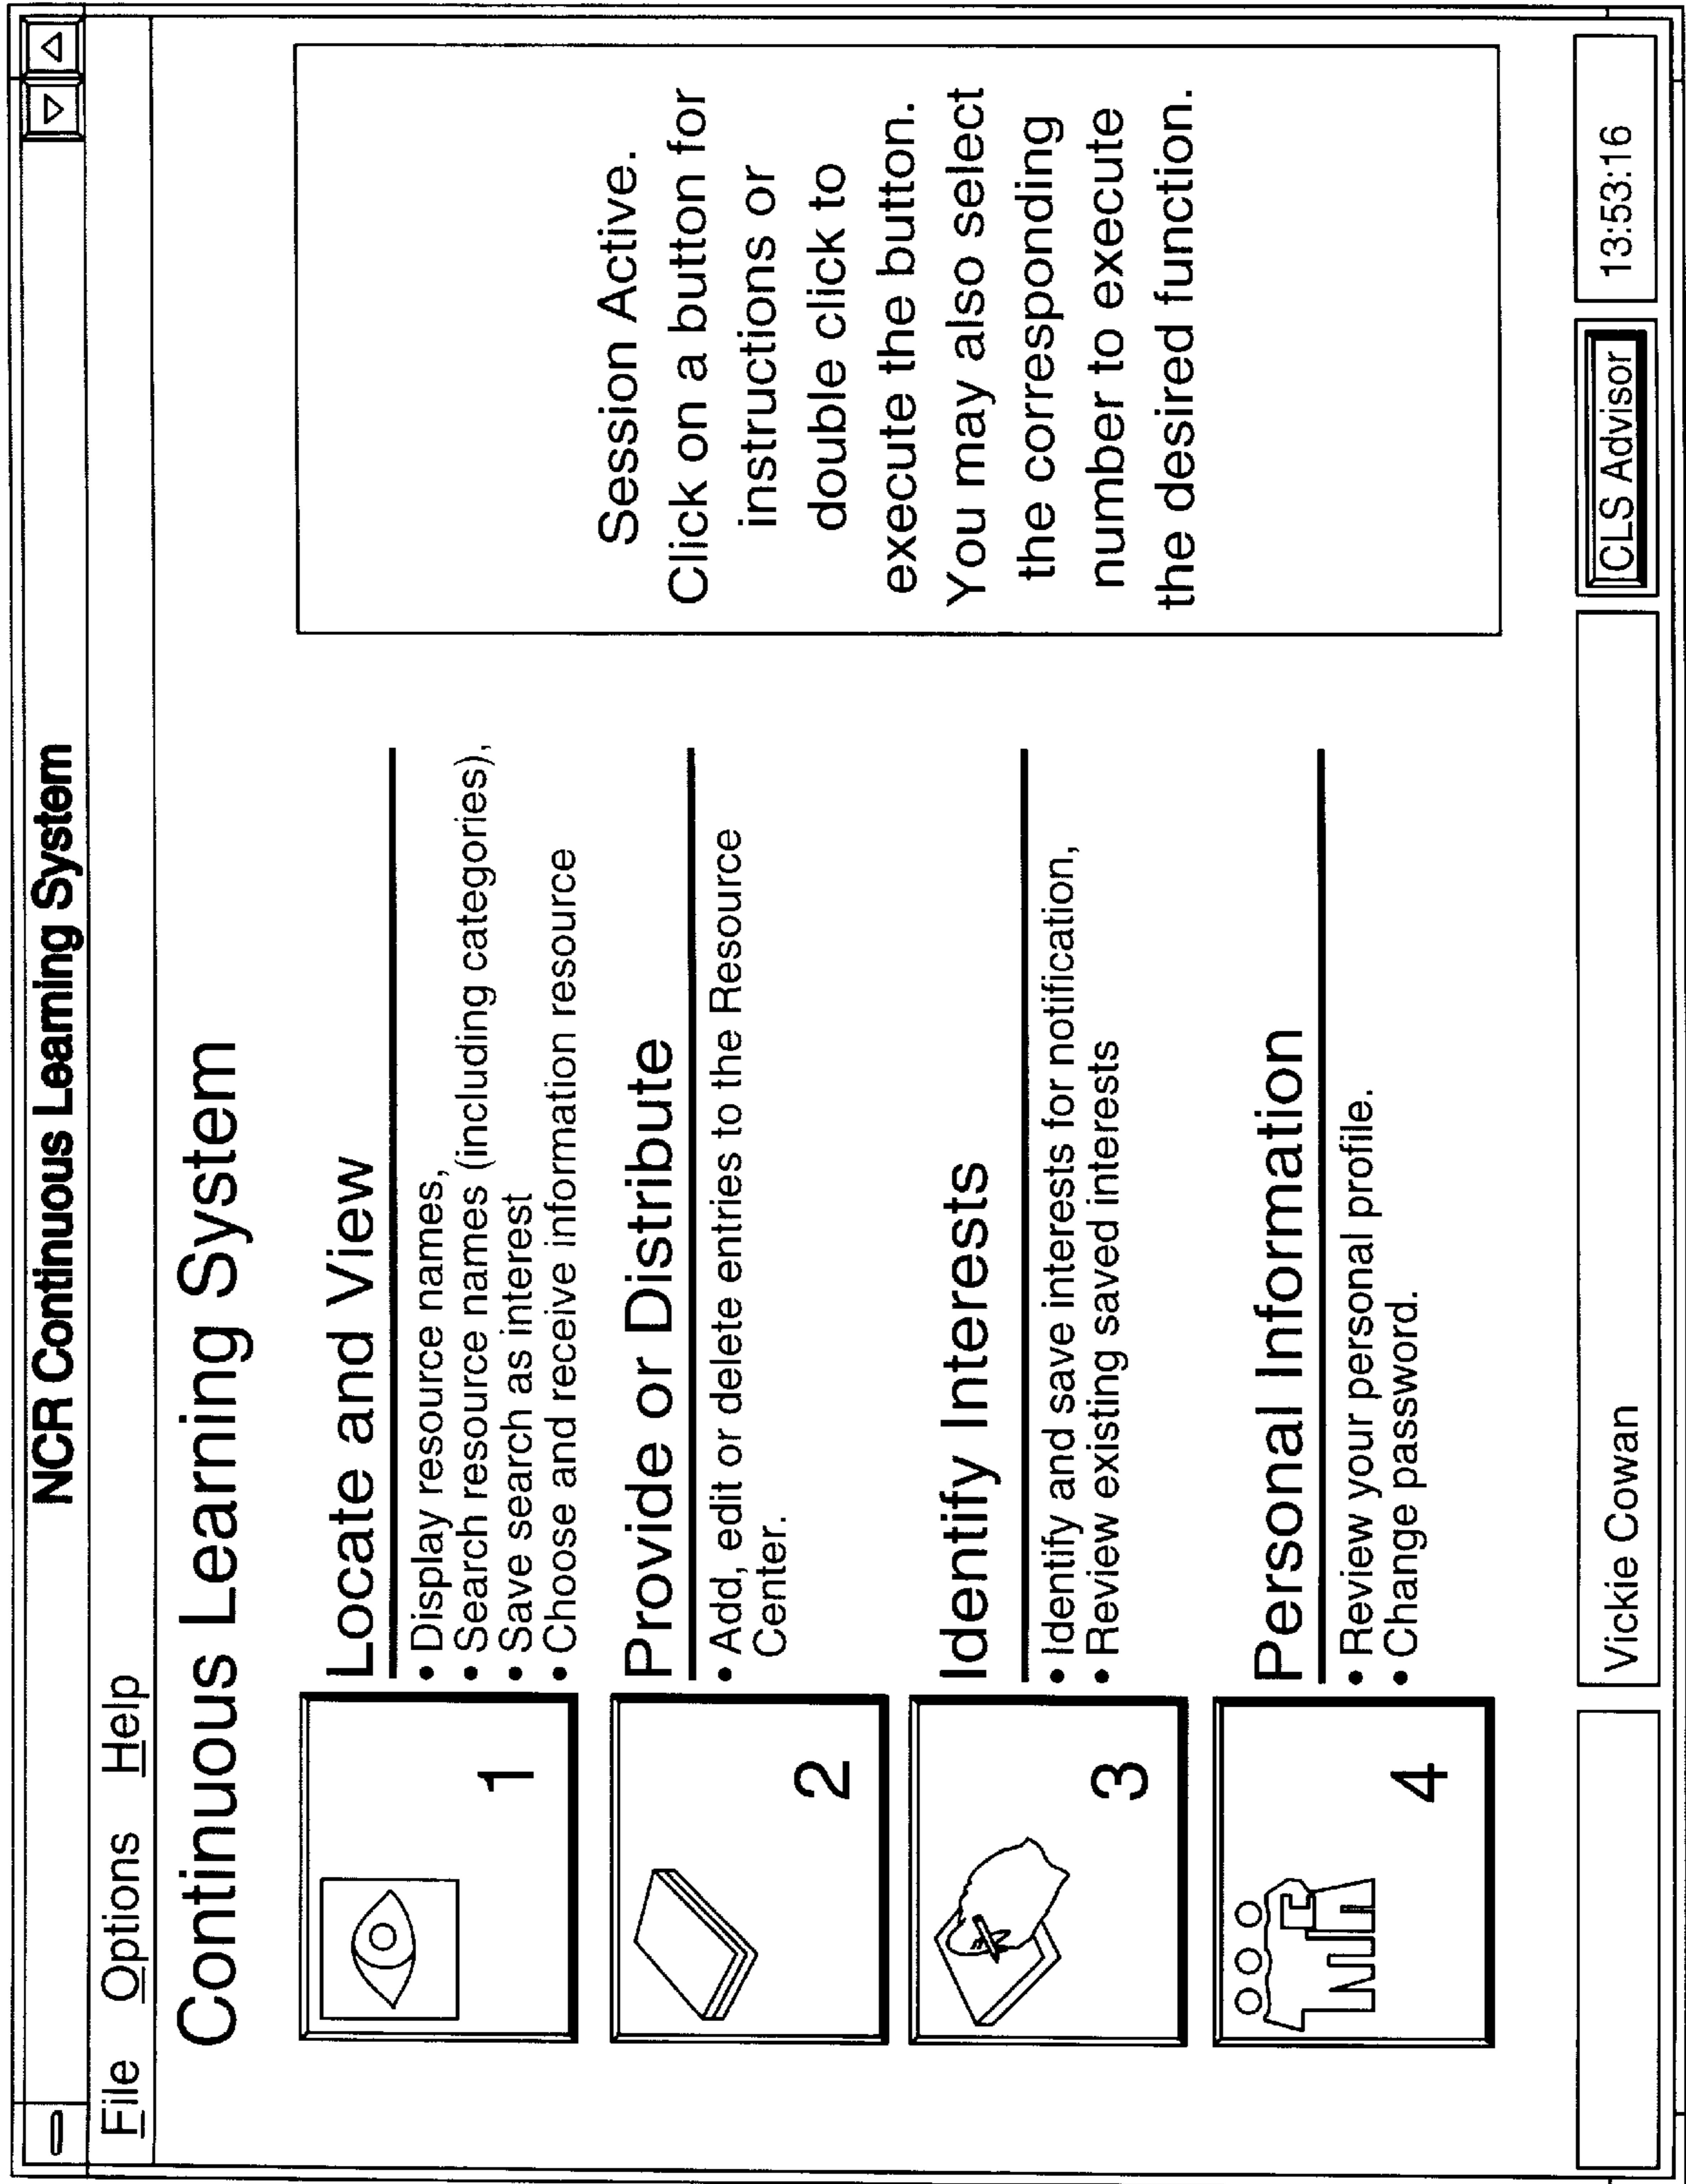 NCR Continuous Learning System
File Options Help
Continuous Learning System
1
Locate and View
• Display resource names,
• Search resource names (including categories),
• Save search as interest
• Choose and receive information resource
2
Provide or Distribute
• Add, edit or delete entries to the Resource
Center.
3
Identify Interests
• Identify and save interests for notification,
• Review existing saved interests
4
Personal Information
• Review your personal profile.
• Change password.
Session Active.
Click on a button for
instructions or
double click to
execute the button.
You may also select
the corresponding
number to execute
the desired function.
Vickie Cowan
CLS Advisor
13:53:16